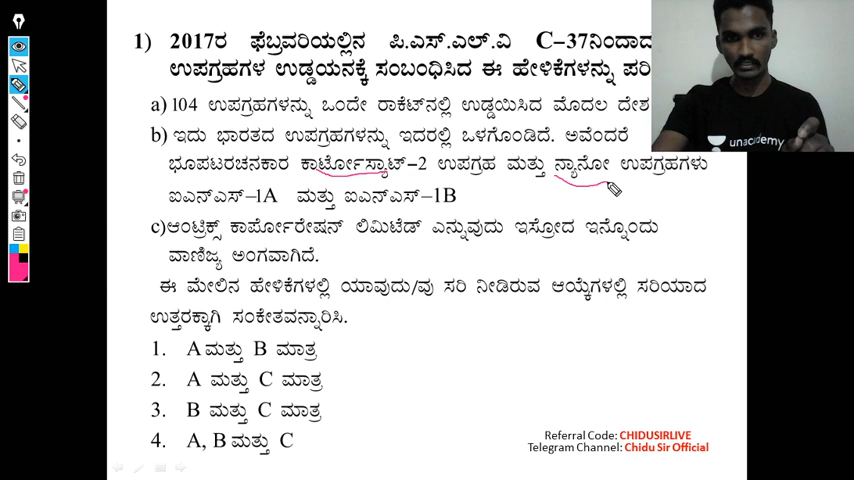 1) 2017ರ ಫೆಬ್ರವರಿಯಲ್ಲಿನ ಪಿ.ಎಸ್.ಎಲ್.ವಿ C-37ನಿಂದಾದ
ಉಪಗ್ರಹಗಳ ಉಡ್ಡಯನಕ್ಕೆ ಸಂಬಂಧಿಸಿದ ಈ ಹೇಳಿಕೆಗಳನ್ನು
a) 104 ಉಪಗ್ರಹಗಳನ್ನು ಒಂದೇ ರಾಕೆಟ್‌ನಲ್ಲಿ ಉಡ್ಡಯಿಸಿದ ಮೊದಲ ದೇಶ
b) ಇದು ಭಾರತದ ಉಪಗ್ರಹಗಳನ್ನು ಇದರಲ್ಲಿ ಒಳಗೊಂಡಿದೆ. ಅವೆಂದರೆ
ಭೂಪಟರಚನಕಾರ ಕಾರ್ಟೋಸ್ಯಾಟ್-2 ಉಪಗ್ರಹ ಮತ್ತು ನ್ಯಾನೋ ಉಪಗ್ರಹಗಳು
ಐಎನ್‌ಎಸ್-1A ಮತ್ತು ಐಎನ್‌ಎಸ್-1B
c)ಆಂಟ್ರಿಕ್ಸ್ ಕಾರ್ಪೋರೇಷನ್ ಲಿಮಿಟೆಡ್ ಎನ್ನುವುದು ಇಸ್ರೋದ ಇನ್ನೊಂದು
ವಾಣಿಜ್ಯ ಅಂಗವಾಗಿದೆ.
ಈ ಮೇಲಿನ ಹೇಳಿಕೆಗಳಲ್ಲಿ ಯಾವುದು/ವು ಸರಿ ನೀಡಿರುವ ಆಯ್ಕೆಗಳಲ್ಲಿ ಸರಿಯಾದ
ಉತ್ತರಕ್ಕಾಗಿ ಸಂಕೇತವನ್ನಾರಿಸಿ.
1. A ಮತ್ತು B ಮಾತ್ರ
2. A ಮತ್ತು C ಮಾತ್ರ
3. B ಮತ್ತು C ಮಾತ್ರ
4. A, B ಮತ್ತು C
unacademy
Referral Code: CHIDUSIRLIVE
Telegram Channel: Chidu Sir Official